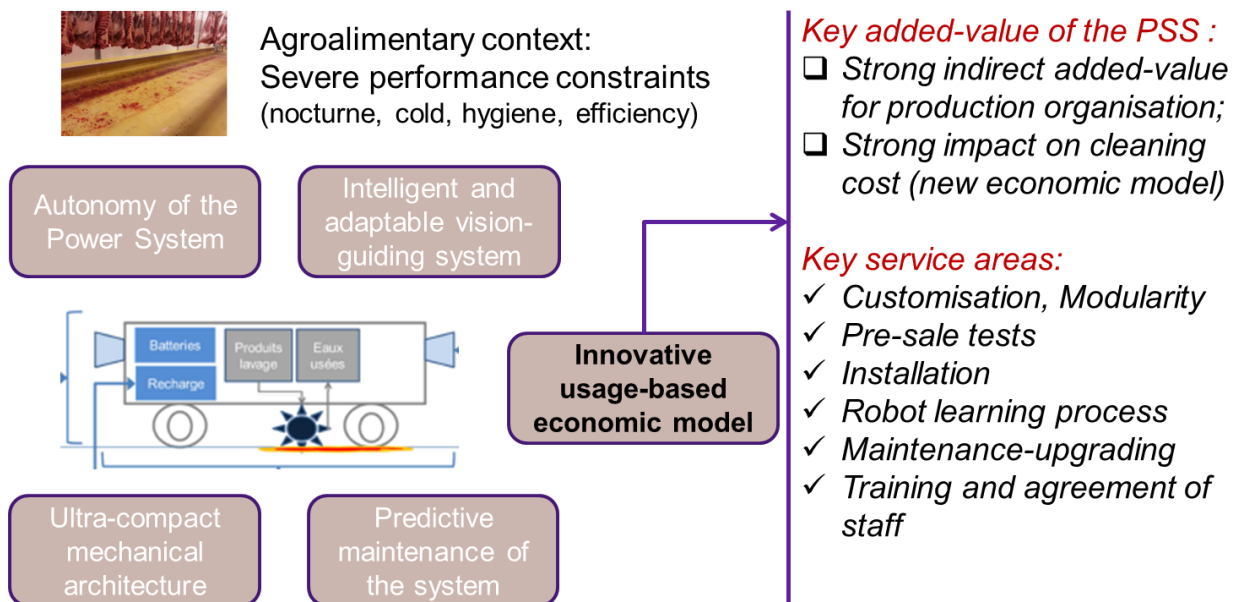 Agroalimentary context:
Severe performance constraints
(nocturne, cold, hygiene, efficiency)
Autonomy of the
Power System
Intelligent and
adaptable vision-
guiding system
Batteries
Recharge
Produits
lavage
Eaux
usées
Innovative
usage-based
economic model
Ultra-compact
mechanical
architecture
Predictive
maintenance of
the system
Key added-value of the PSS :
❑ Strong indirect added-value
for production organisation;
❑ Strong impact on cleaning
cost (new economic model)
Key service areas:
✓ Customisation, Modularity
✓ Pre-sale tests
✓ Installation
✓ Robot learning process
✓ Maintenance-upgrading
✓ Training and agreement of
staff